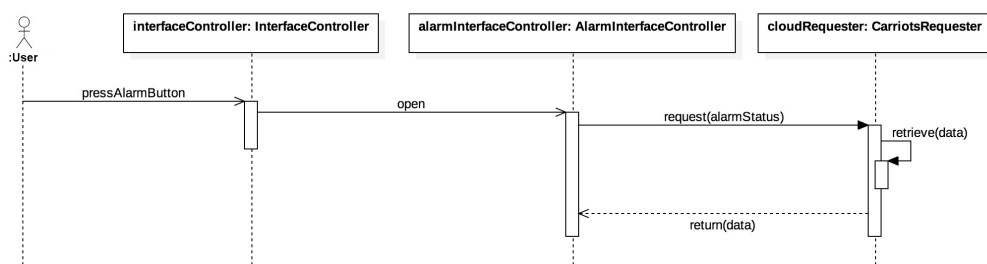 interfaceController: InterfaceController
alarmInterfaceController: AlarmInterfaceController
cloudRequester: CarriotsRequester
:User
pressAlarmButton
open
request(alarmStatus)
retrieve(data)
return(data)